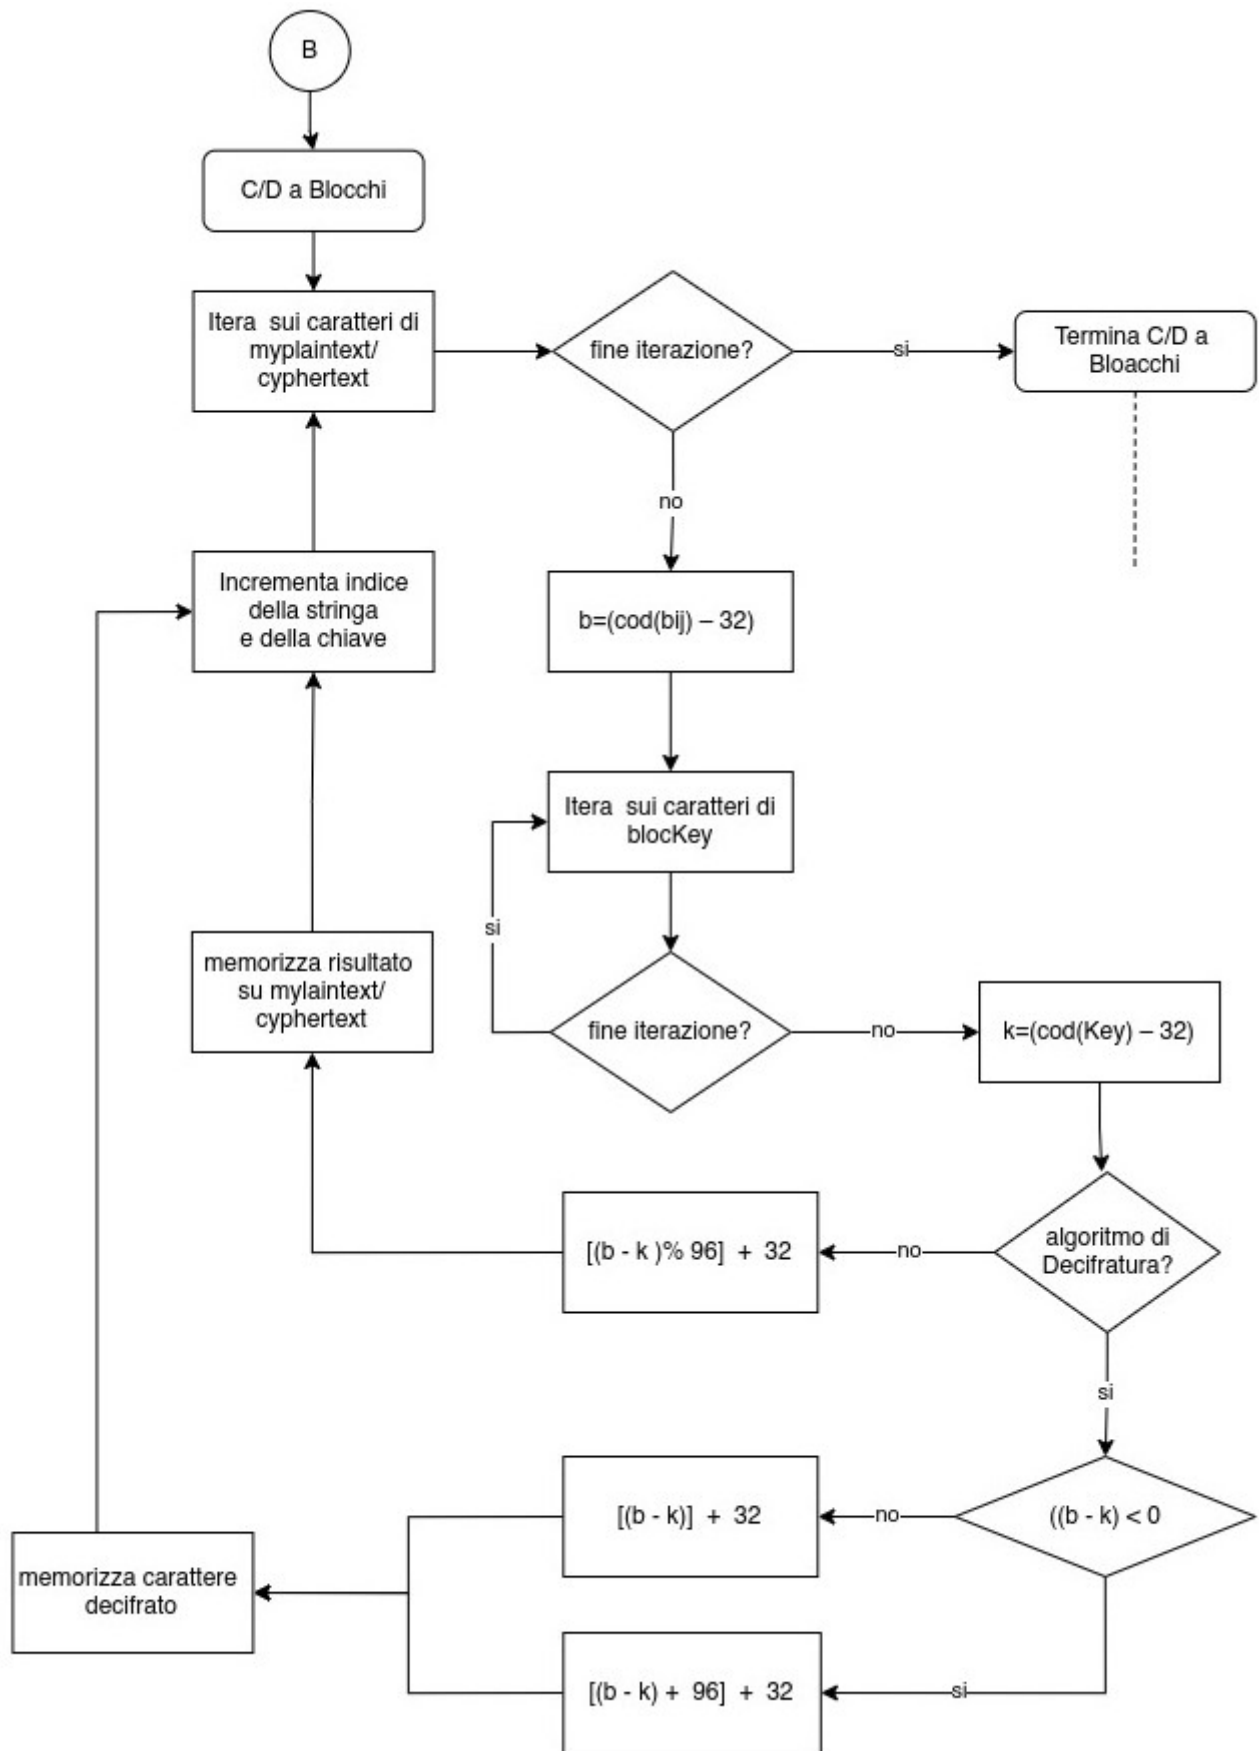 B
C/D a Blocchi
Itera  sui caratteri di
myplaintext/
cyphertext
fine iterazione?
si
Termina C/D a
Bloacchi
no
Incrementa indice
della stringa
e della chiave
b=(cod(bij) – 32)
Itera  sui caratteri di
blocKey
si
memorizza risultato
su mylaintext/
cyphertext
fine iterazione?
no
k=(cod(Key) – 32)
algoritmo di
Decifratura?
no
[(b - k )% 96]  +  32
si
((b - k) < 0
no
[(b - k)]  +  32
memorizza carattere
decifrato
si
[(b - k) +  96]  +  32